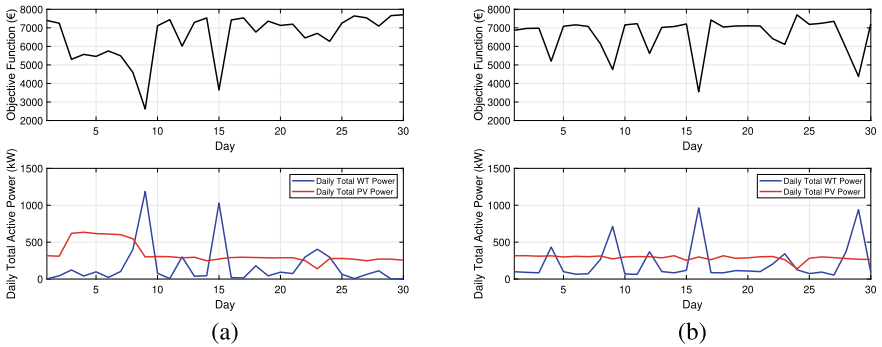 Objective Function (€)
8000
7000
6000
5000
4000
3000
2000
5 10 15 20 25 30
Day
Daily Total Active Power (kW)
1500
1000
500
0
Daily Total WT Power
Daily Total PV Power
5 10 15 20 25 30
Day
(a)
Objective Function (€)
8000
7000
6000
5000
4000
3000
2000
5 10 15 20 25 30
Day
Daily Total Active Power (kW)
1500
1000
500
0
Daily Total WT Power
Daily Total PV Power
5 10 15 20 25 30
Day
(b)